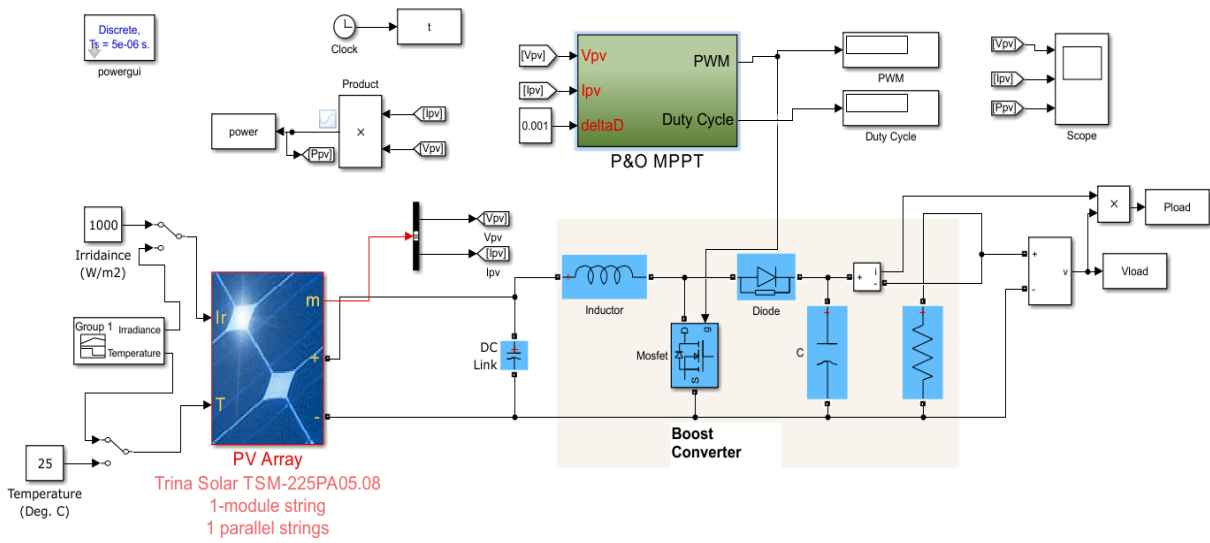 Discrete,
Ts = 5e-06 s.
powergui
Clock
t
Product
power
×
[Ipv]
[Ppv]
[Vpv]
[Vpv]
[Ipv]
0.001
Vpv
Ipv
deltaD
PWM
Duty Cycle
P&O MPPT
PWM
Duty Cycle
[Vpv]
[Ipv]
[Ppv]
Scope
1000
Irridaince
(W/m2)
Group 1
Irradiance
Temperature
25
Temperature
(Deg. C)
Ir
T
m
+
-
PV Array
Trina Solar TSM-225PA05.08
1-module string
1 parallel strings
[Vpv]
Vpv
[Ipv]
Ipv
DC
Link
+
+
Inductor
Mosfet
D
g
S
Diode
+
C
+
i
-
+
Boost
Converter
+
-
v
×
Pload
Vload